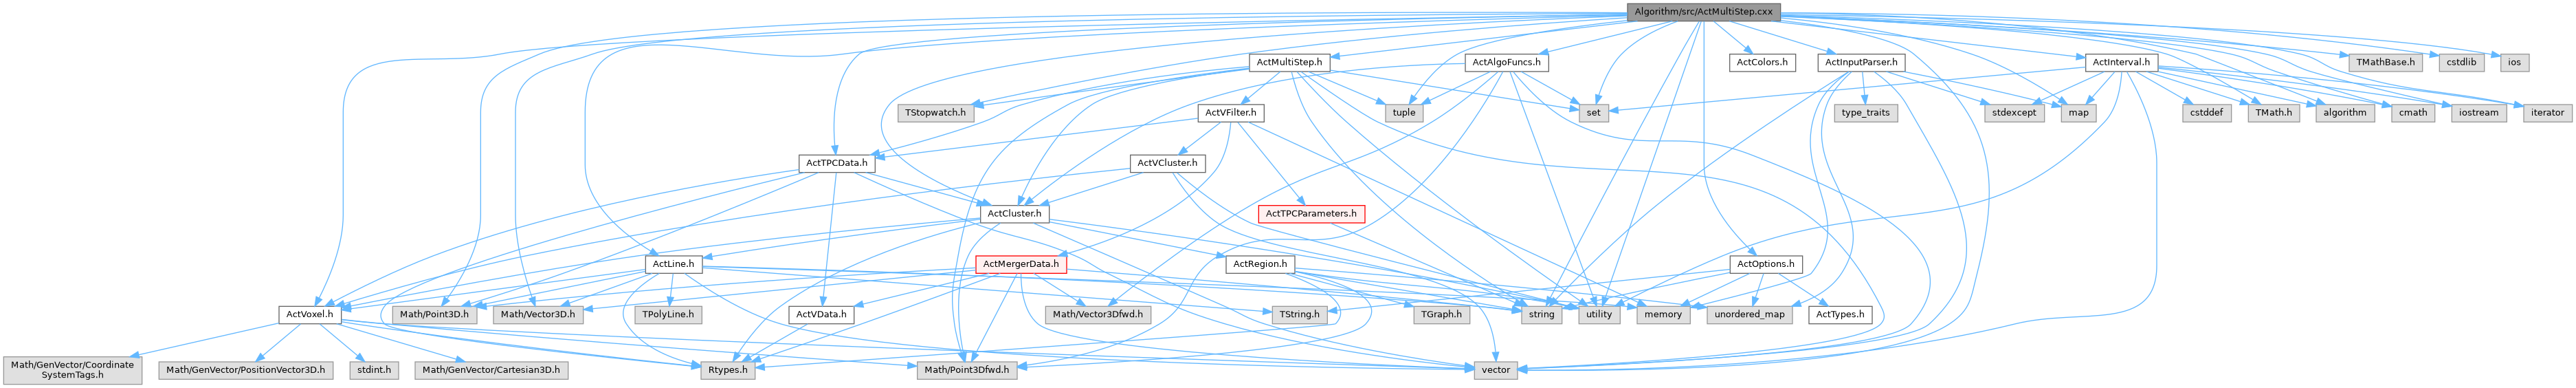 Algorithm/src/ActMultiStep.cxx
ActMultiStep.h
ActAlgoFuncs.h
ActColors.h
ActInputParser.h
ActInterval.h
TMathBase.h
cstdlib
ios
TStopwatch.h
ActVFilter.h
tuple
set
type_traits
stdexcept
map
cstddef
TMath.h
algorithm
cmath
iostream
iterator
ActTPCData.h
ActVCluster.h
ActCluster.h
ActTPCParameters.h
ActLine.h
ActMergerData.h
ActRegion.h
ActOptions.h
ActVoxel.h
Math/Point3D.h
Math/Vector3D.h
TPolyLine.h
ActVData.h
Math/Vector3Dfwd.h
TString.h
TGraph.h
string
utility
memory
unordered_map
ActTypes.h
Math/GenVector/Coordinate
SystemTags.h
Math/GenVector/PositionVector3D.h
stdint.h
Math/GenVector/Cartesian3D.h
Rtypes.h
Math/Point3Dfwd.h
vector